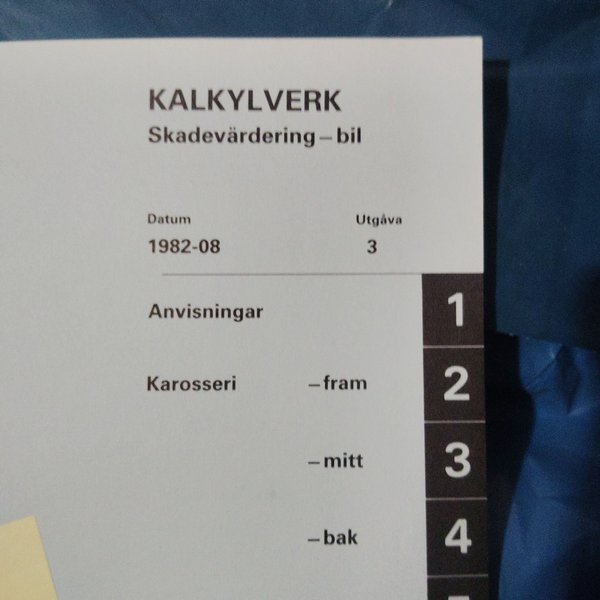 KALKYLVERK
Skadevärdering – bil
Datum Utgåva
1982-08 3
Anvisningar 1
Karosseri – fram 2
– mitt 3
– bak 4